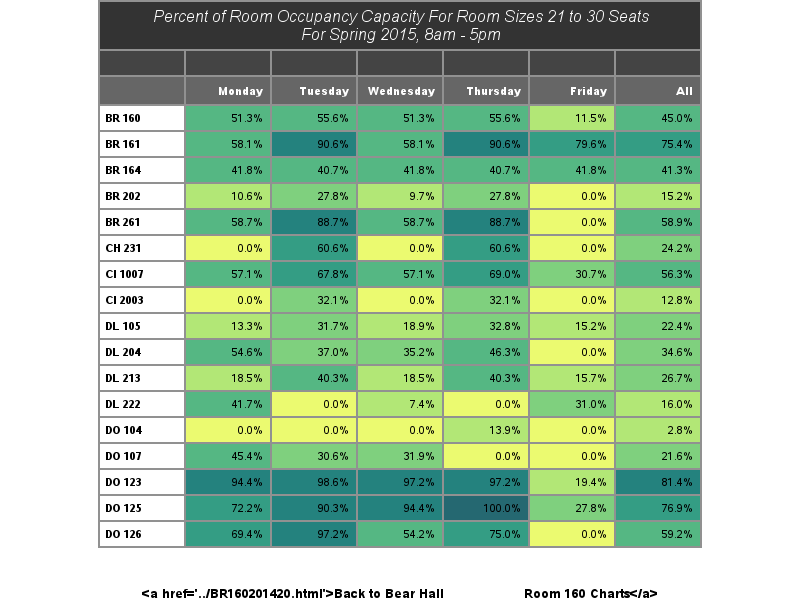 Percent of Room Occupancy Capacity For Room Sizes 21 to 30 Seats
For Spring 2015, 8am - 5pm
Monday Tuesday Wednesday Thursday Friday All
BR 160 51.3% 55.6% 51.3% 55.6% 11.5% 45.0%
BR 161 58.1% 90.6% 58.1% 90.6% 79.6% 75.4%
BR 164 41.8% 40.7% 41.8% 40.7% 41.8% 41.3%
BR 202 10.6% 27.8% 9.7% 27.8% 0.0% 15.2%
BR 261 58.7% 88.7% 58.7% 88.7% 0.0% 58.9%
CH 231 0.0% 60.6% 0.0% 60.6% 0.0% 24.2%
CI 1007 57.1% 67.8% 57.1% 69.0% 30.7% 56.3%
CI 2003 0.0% 32.1% 0.0% 32.1% 0.0% 12.8%
DL 105 13.3% 31.7% 18.9% 32.8% 15.2% 22.4%
DL 204 54.6% 37.0% 35.2% 46.3% 0.0% 34.6%
DL 213 18.5% 40.3% 18.5% 40.3% 15.7% 26.7%
DL 222 41.7% 0.0% 7.4% 0.0% 31.0% 16.0%
DO 104 0.0% 0.0% 0.0% 13.9% 0.0% 2.8%
DO 107 45.4% 30.6% 31.9% 0.0% 0.0% 21.6%
DO 123 94.4% 98.6% 97.2% 97.2% 19.4% 81.4%
DO 125 72.2% 90.3% 94.4% 100.0% 27.8% 76.9%
DO 126 69.4% 97.2% 54.2% 75.0% 0.0% 59.2%
<a href='../BR160201420.html'>Back to Bear Hall Room 160 Charts</a>